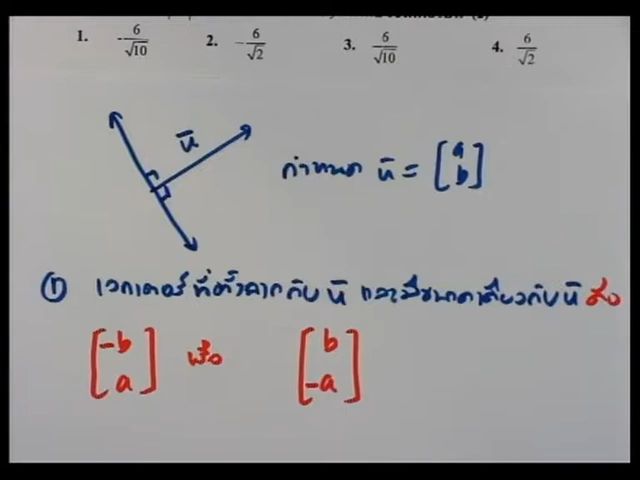 1. -6/√10 2. -6/√2 3. 6/√10 4. 6/√2
ū
กำหนด ū = [a b]
① เวกเตอร์ที่ตั้งฉากกับ ū และมีขนาดเดียวกับ ū คือ
[-b a] หรือ [b -a]